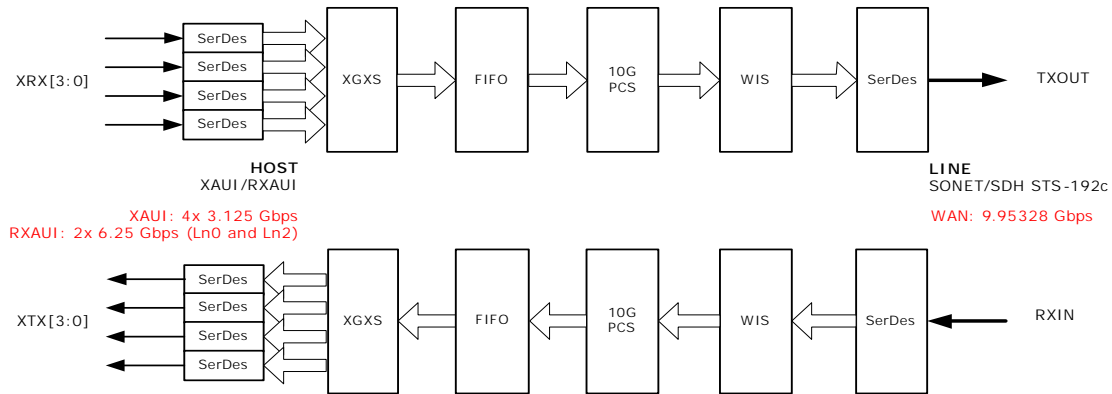 SerDes
SerDes
SerDes
SerDes
XRX[3:0]
XGXS
FIFO
10G
PCS
WIS
SerDes
TXOUT
HOST
XAUI/RXAUI
XAUI: 4x 3.125 Gbps
RXAUI: 2x 6.25 Gbps (Ln0 and Ln2)
LINE
SONET/SDH STS-192c
WAN: 9.95328 Gbps
SerDes
SerDes
SerDes
SerDes
XTX[3:0]
XGXS
FIFO
10G
PCS
WIS
SerDes
RXIN